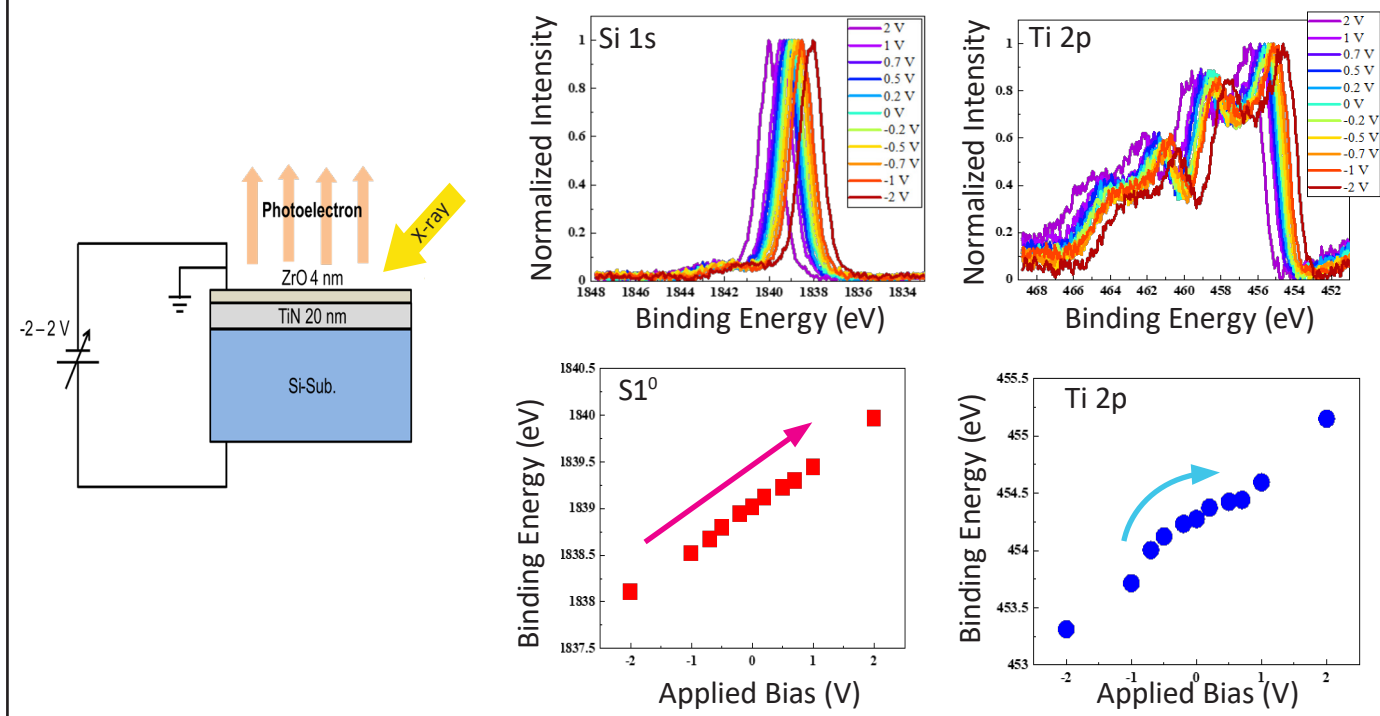 Photoelectron
X-ray
ZrO 4 nm
TiN 20 nm
Si-Sub.
-2 – 2 V
Si 1s
Normalized Intensity
1
0.8
0.6
0.4
0.2
0
1848 1846 1844 1842 1840 1838 1836 1834
Binding Energy (eV)
2 V
1 V
0.7 V
0.5 V
0.2 V
0 V
-0.2 V
-0.5 V
-0.7 V
-1 V
-2 V
Ti 2p
Normalized Intensity
1
0.8
0.6
0.4
0.2
0
468 466 464 462 460 458 456 454 452
Binding Energy (eV)
2 V
1 V
0.7 V
0.5 V
0.2 V
0 V
-0.2 V
-0.5 V
-0.7 V
-1 V
-2 V
S1⁰
Binding Energy (eV)
1840.5
1840
1839.5
1839
1838.5
1838
1837.5
-2 -1 0 1 2
Applied Bias (V)
Ti 2p
Binding Energy (eV)
455.5
455
454.5
454
453.5
453
-2 -1 0 1 2
Applied Bias (V)